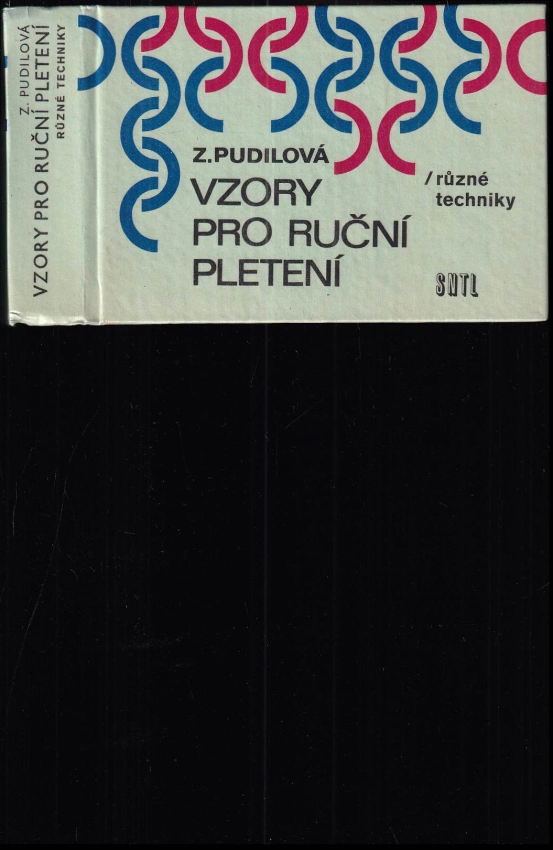 Z. PUDILOVÁ
VZORY PRO RUČNÍ PLETENÍ
RŮZNÉ TECHNIKY
Z.PUDILOVÁ
VZORY
PRO RUČNÍ
PLETENÍ
/různé
techniky
SNTL